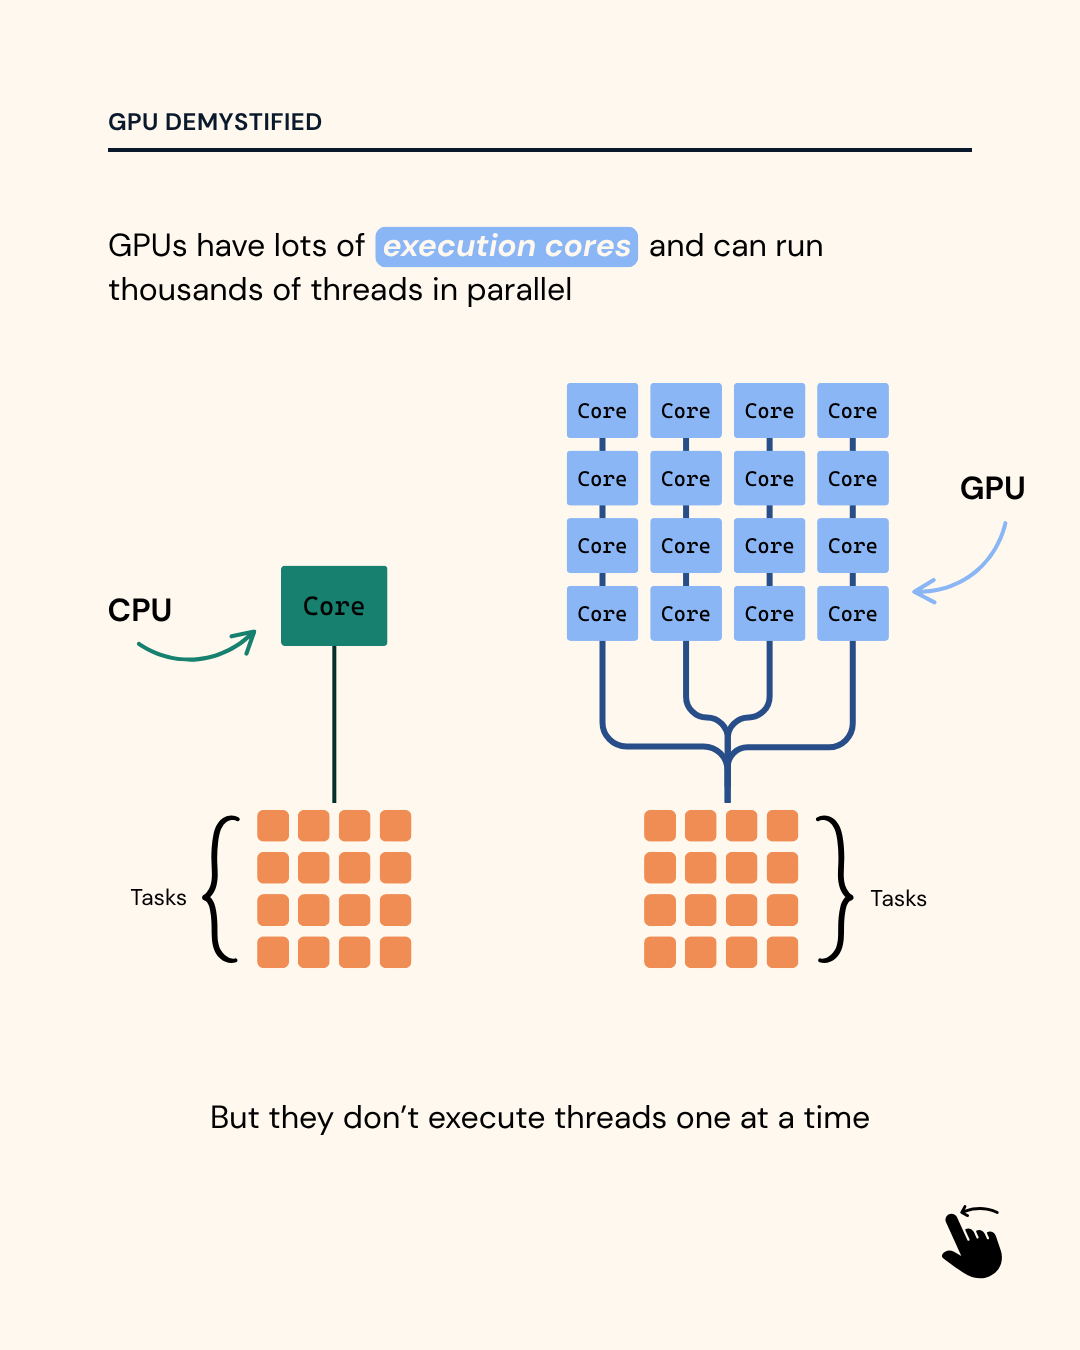 GPU DEMYSTIFIED
GPUs have lots of execution cores and can run
thousands of threads in parallel
Core Core Core Core
Core Core Core Core
GPU
Core Core Core Core
CPU
Core
Core Core Core Core
Tasks
Tasks
But they don’t execute threads one at a time